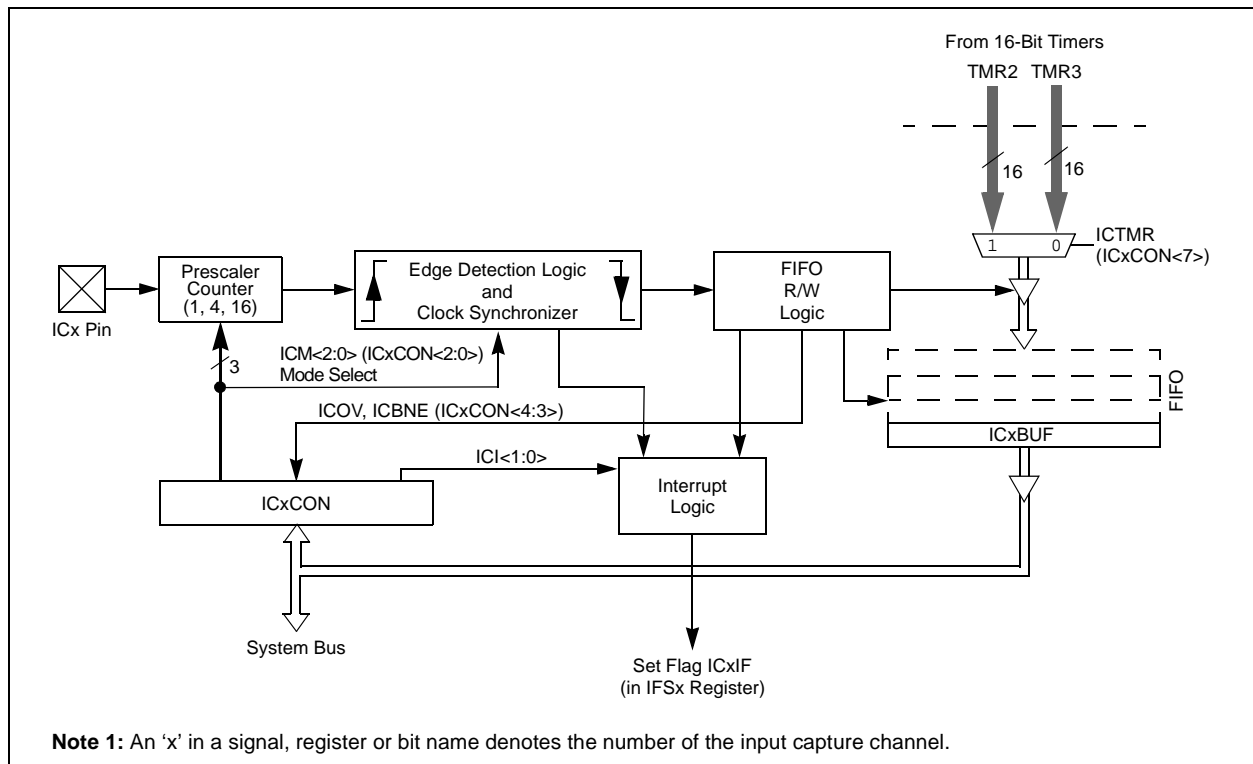 From 16-Bit Timers
TMR2 TMR3
16 16
1 0
ICTMR
(ICxCON<7>)
ICx Pin
Prescaler
Counter
(1, 4, 16)
Edge Detection Logic
and
Clock Synchronizer
FIFO
R/W
Logic
3
ICM<2:0> (ICxCON<2:0>)
Mode Select
FIFO
ICOV, ICBNE (ICxCON<4:3>)
ICxBUF
ICI<1:0>
Interrupt
Logic
ICxCON
System Bus
Set Flag ICxIF
(in IFSx Register)
Note 1: An ‘x’ in a signal, register or bit name denotes the number of the input capture channel.